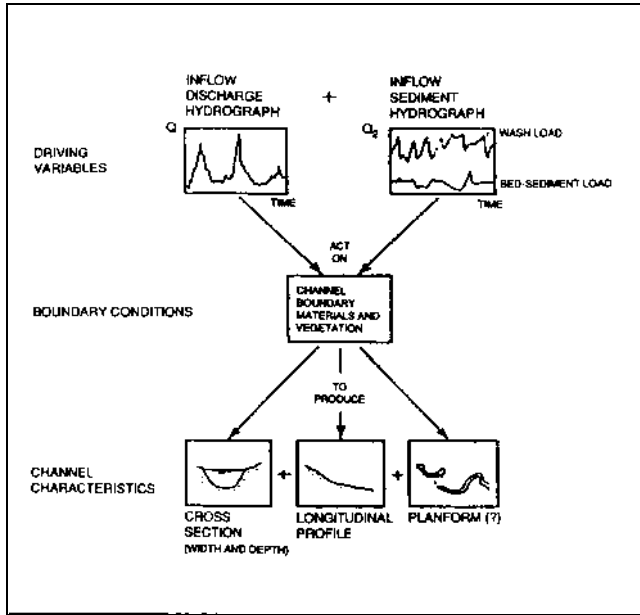 INFLOW
DISCHARGE
HYDROGRAPH
+
INFLOW
SEDIMENT
HYDROGRAPH
Q
Q₂
WASH LOAD
DRIVING
VARIABLES
BED-SEDIMENT LOAD
TIME
TIME
ACT
ON
BOUNDARY CONDITIONS
CHANNEL
BOUNDARY
MATERIALS AND
VEGETATION
TO
PRODUCE
CHANNEL
CHARACTERISTICS
+
+
CROSS
SECTION
(WIDTH AND DEPTH)
LONGITUDINAL
PROFILE
PLANFORM (?)